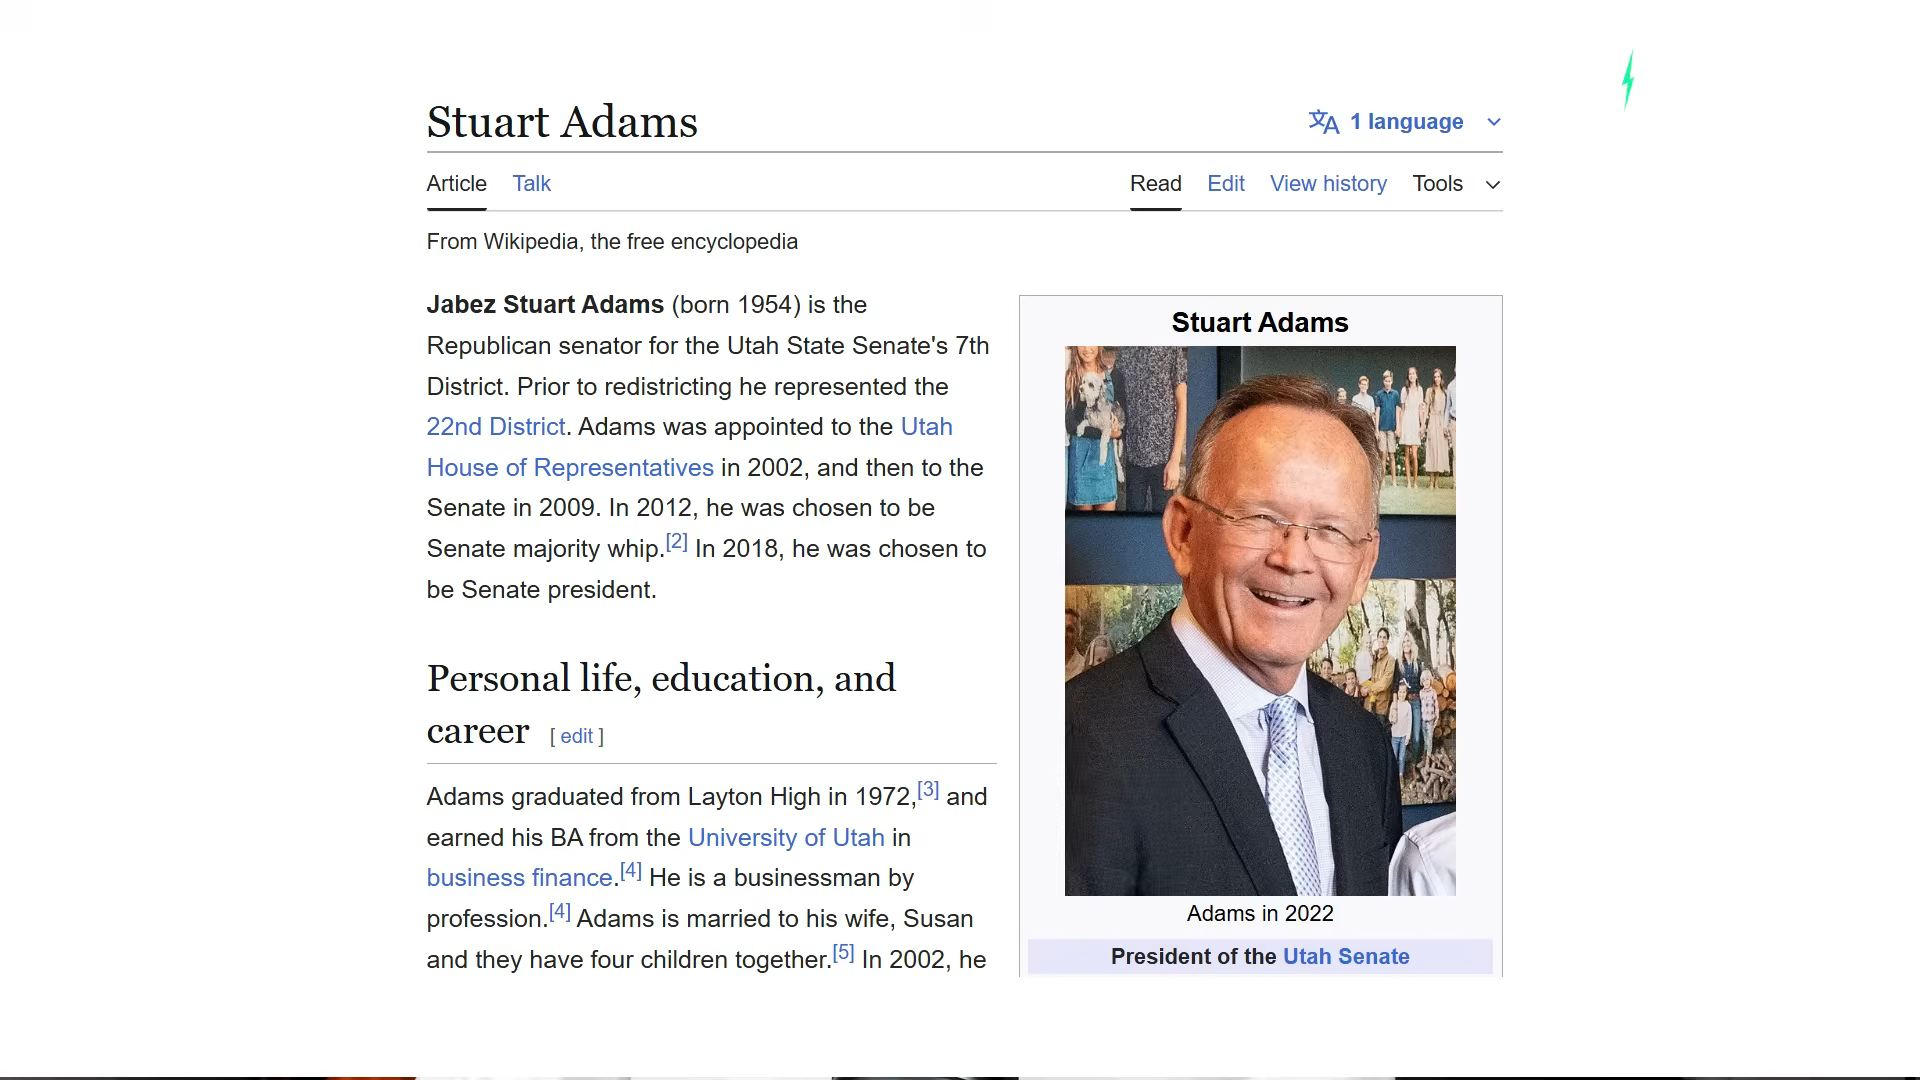 Stuart Adams
1 language
Article Talk
Read Edit View history Tools
From Wikipedia, the free encyclopedia
Jabez Stuart Adams (born 1954) is the
Republican senator for the Utah State Senate's 7th
District. Prior to redistricting he represented the
22nd District. Adams was appointed to the Utah
House of Representatives in 2002, and then to the
Senate in 2009. In 2012, he was chosen to be
Senate majority whip.[2] In 2018, he was chosen to
be Senate president.
Personal life, education, and
career [ edit ]
Adams graduated from Layton High in 1972,[3] and
earned his BA from the University of Utah in
business finance.[4] He is a businessman by
profession.[4] Adams is married to his wife, Susan
and they have four children together.[5] In 2002, he
Stuart Adams
Adams in 2022
President of the Utah Senate